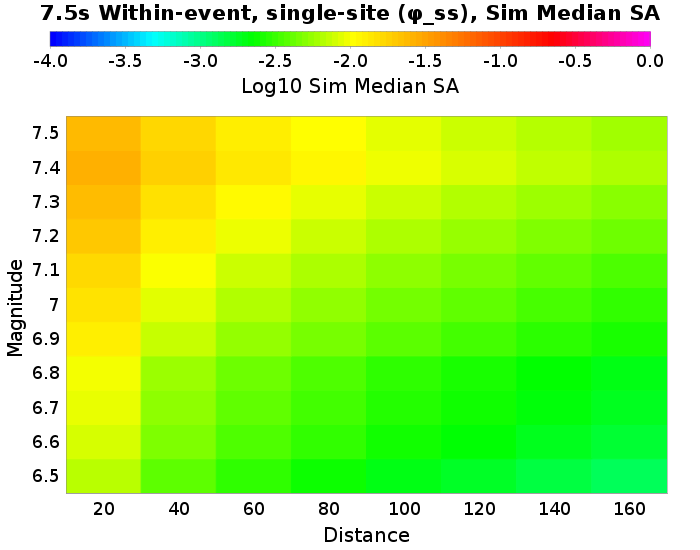 7.5s Within-event, single-site (φ_ss), Sim Median SA
-4.0 -3.5 -3.0 -2.5 -2.0 -1.5 -1.0 -0.5 0.0
Log10 Sim Median SA
7.5
7.4
7.3
7.2
7.1
7
6.9
6.8
6.7
6.6
6.5
Magnitude
20 40 60 80 100 120 140 160
Distance